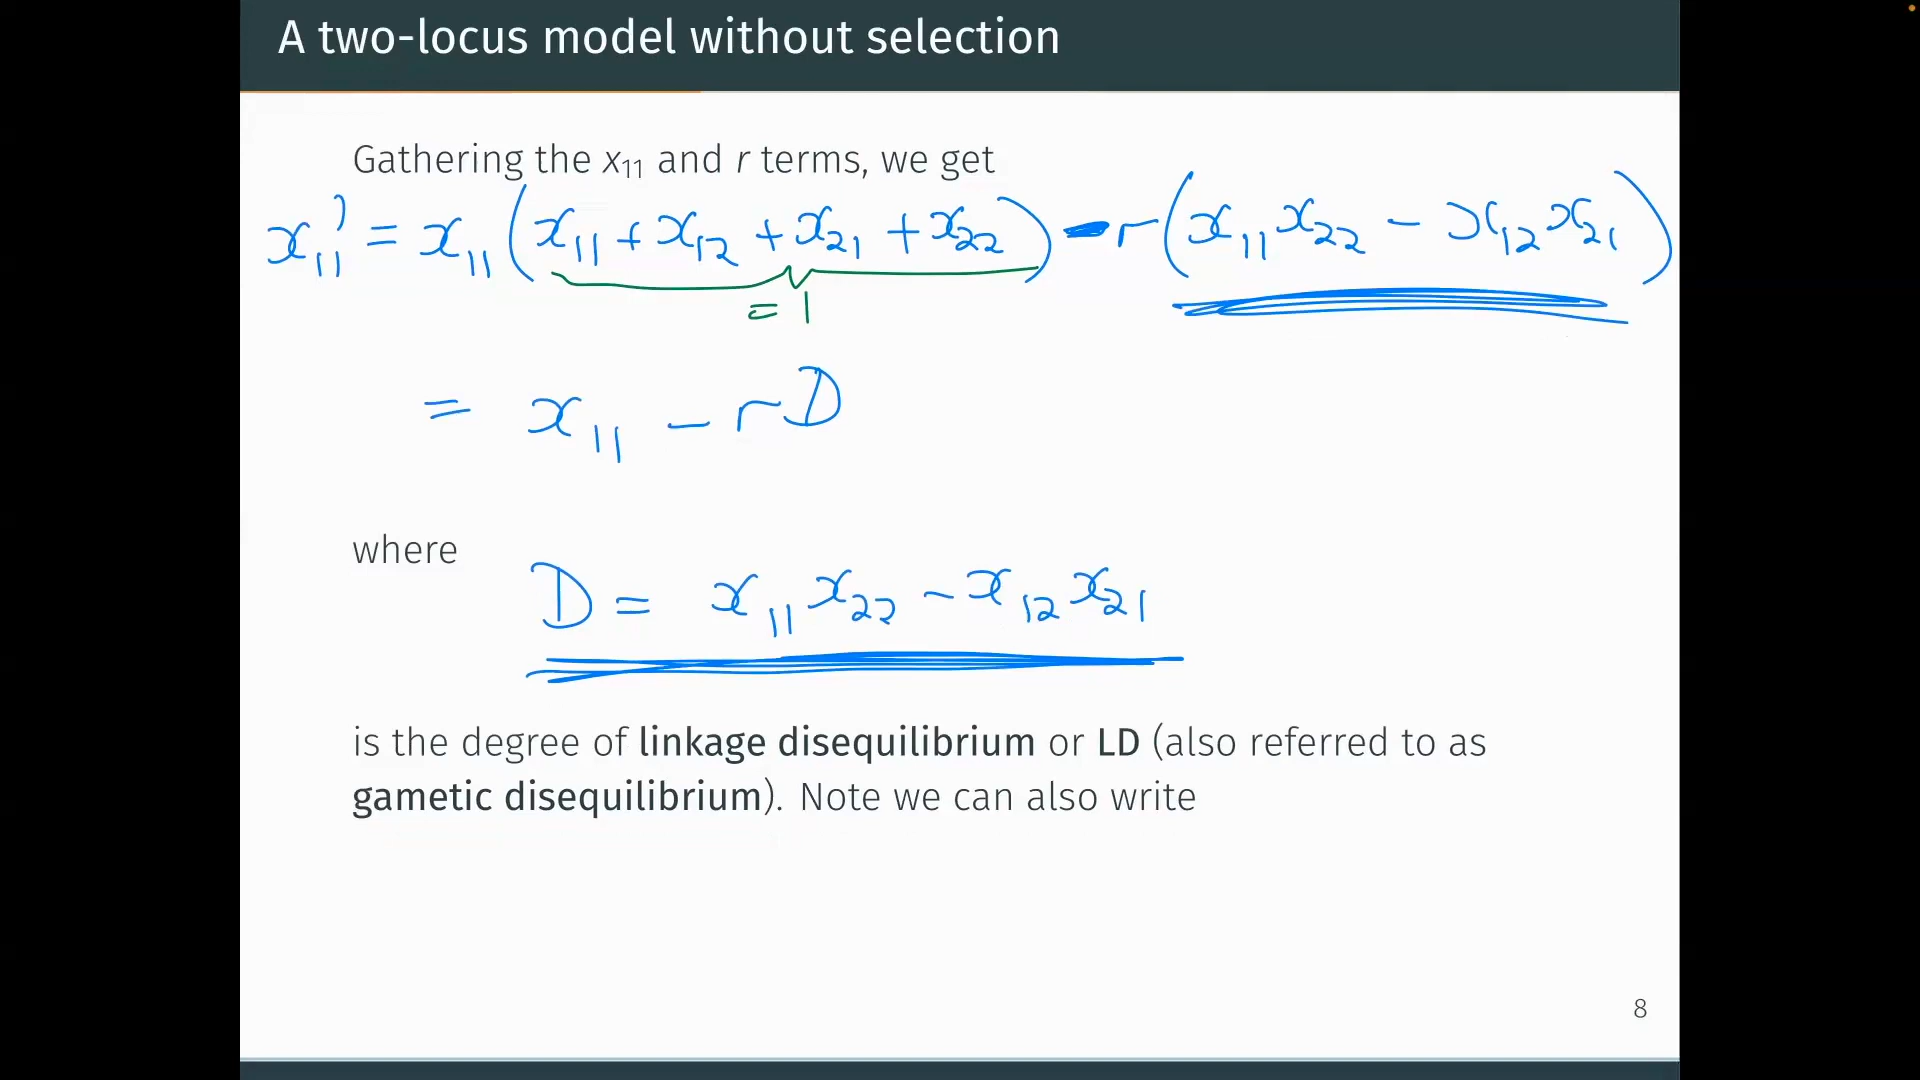 A two-locus model without selection
Gathering the x₁₁ and r terms, we get
x₁₁' = x₁₁(x₁₁ + x₁₂ + x₂₁ + x₂₂) - r(x₁₁x₂₂ - x₁₂x₂₁)
= 1
= x₁₁ - rD
where
D = x₁₁x₂₂ - x₁₂x₂₁
is the degree of linkage disequilibrium or LD (also referred to as
gametic disequilibrium). Note we can also write
8